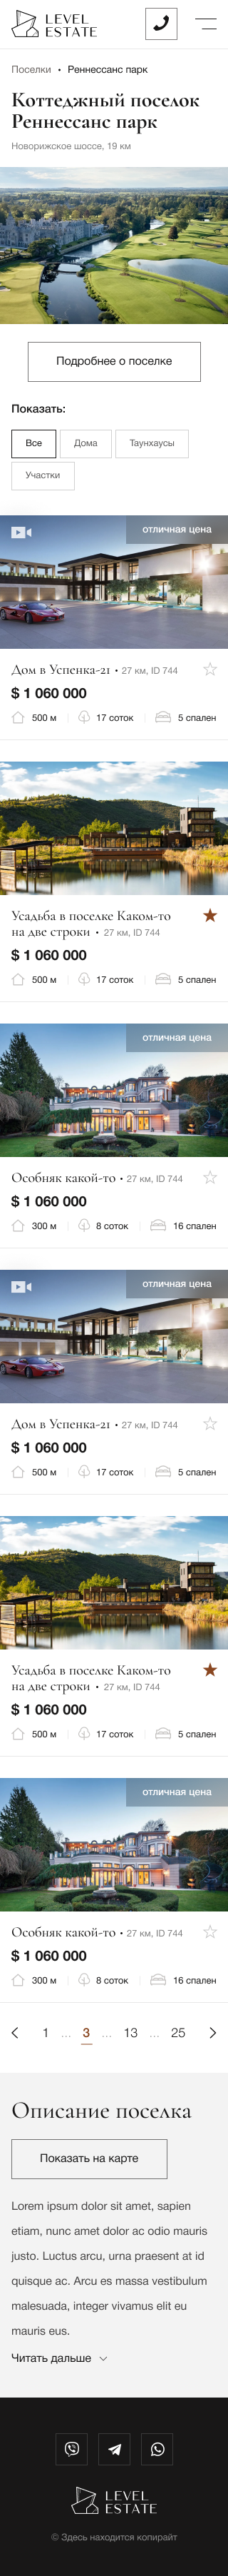 LEVEL
ESTATE
Поселки • Реннессанс парк
Коттеджный поселок
Реннессанс парк
Новорижское шоссе, 19 км
Подробнее о поселке
Показать:
Все Дома Таунхаусы
Участки
отличная цена
Дом в Успенка-21 • 27 км, ID 744
$ 1 060 000
500 м 17 соток 5 спален
Усадьба в поселке Каком-то
на две строки • 27 км, ID 744
$ 1 060 000
500 м 17 соток 5 спален
отличная цена
Особняк какой-то • 27 км, ID 744
$ 1 060 000
300 м 8 соток 16 спален
отличная цена
Дом в Успенка-21 • 27 км, ID 744
$ 1 060 000
500 м 17 соток 5 спален
Усадьба в поселке Каком-то
на две строки • 27 км, ID 744
$ 1 060 000
500 м 17 соток 5 спален
отличная цена
Особняк какой-то • 27 км, ID 744
$ 1 060 000
300 м 8 соток 16 спален
1 ... 3 ... 13 ... 25
Описание поселка
Показать на карте
Lorem ipsum dolor sit amet, sapien
etiam, nunc amet dolor ac odio mauris
justo. Luctus arcu, urna praesent at id
quisque ac. Arcu es massa vestibulum
malesuada, integer vivamus elit eu
mauris eus.
Читать дальше
LEVEL
ESTATE
© Здесь находится копирайт